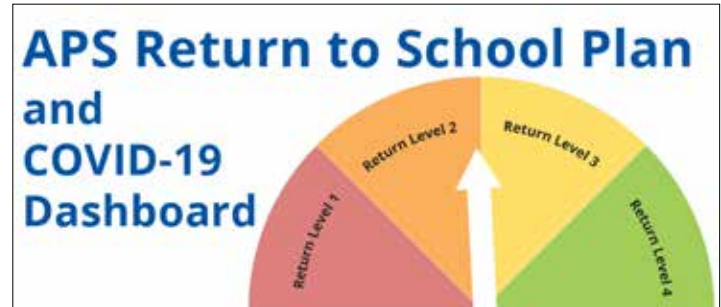 APS Return to School Plan
and
COVID-19
Dashboard
Return Level 1
Return Level 2
Return Level 3
Return Level 4